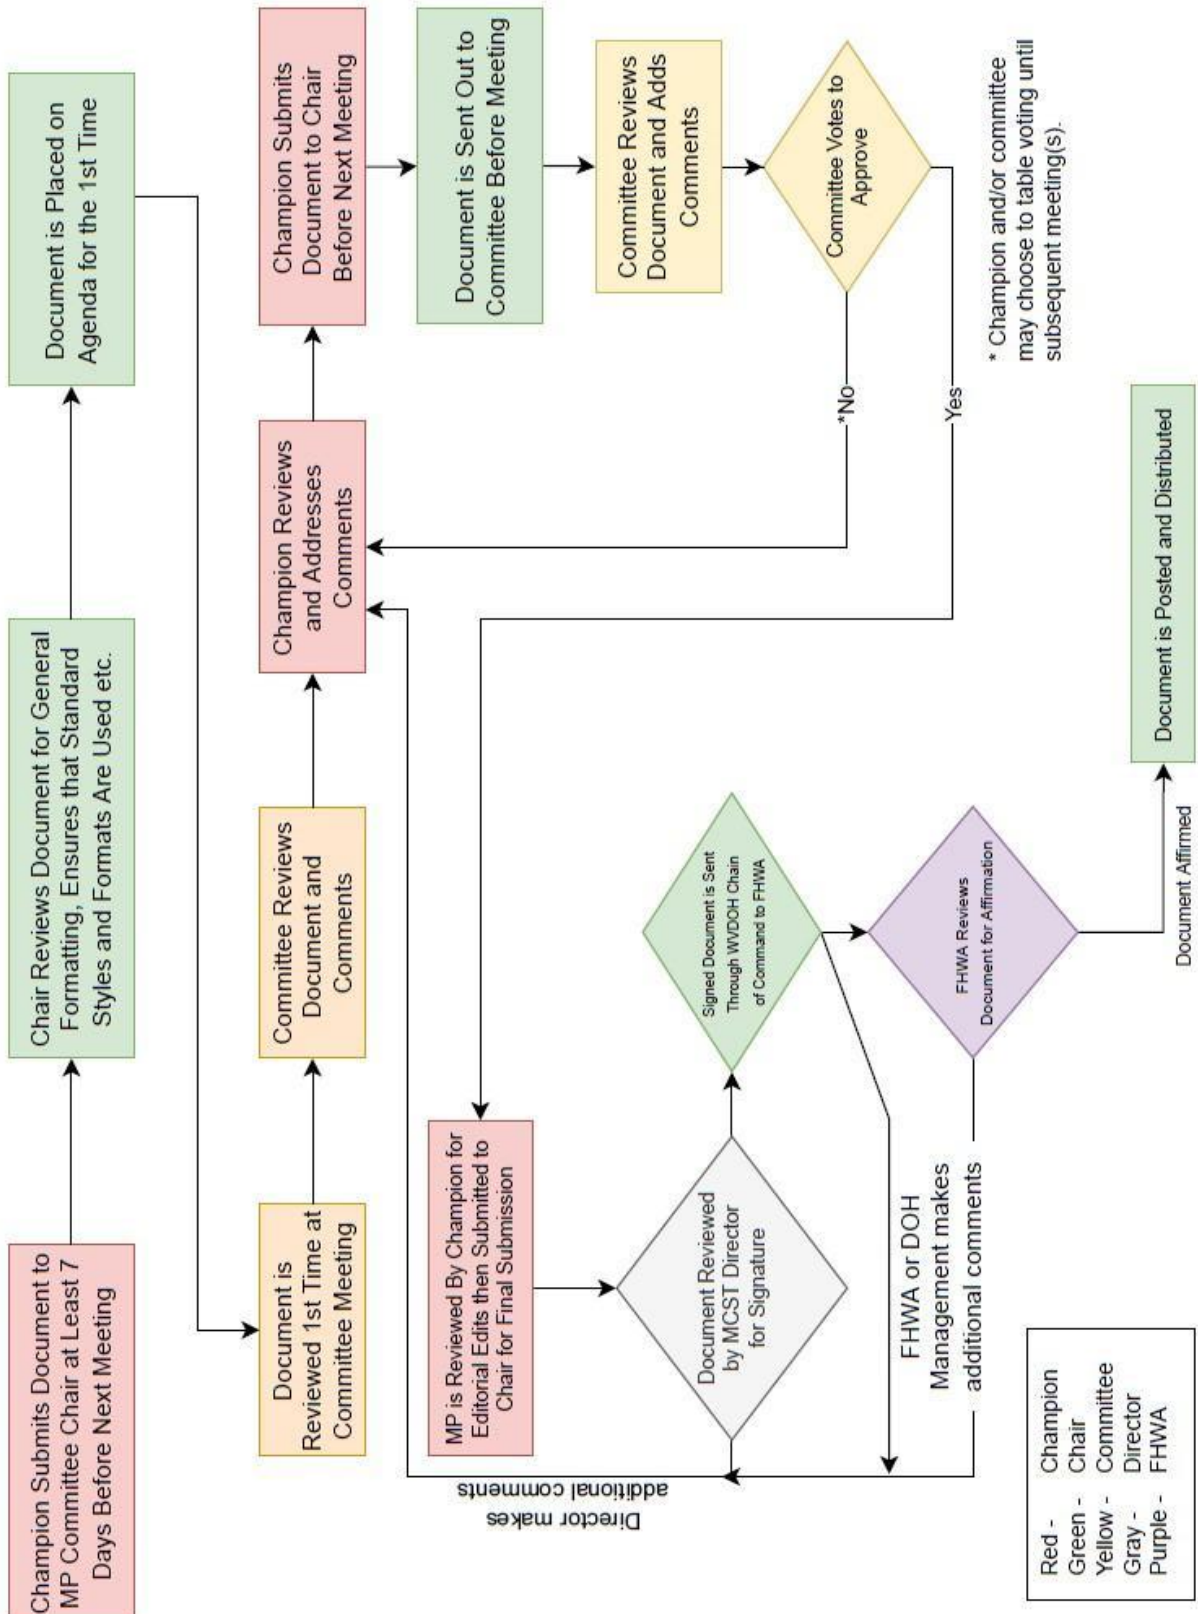 Champion Submits Document to
MP Committee Chair at Least 7
Days Before Next Meeting
Chair Reviews Document for General
Formatting, Ensures that Standard
Styles and Formats Are Used etc.
Document is Placed on
Agenda for the 1st Time
Document is
Reviewed 1st Time at
Committee Meeting
Committee Reviews
Document and
Comments
Champion Reviews
and Addresses
Comments
Champion Submits
Document to Chair
Before Next Meeting
Document is Sent Out to
Committee Before Meeting
Committee Reviews
Document and Adds
Comments
Committee Votes to
Approve
*No
Yes
* Champion and/or committee
may choose to table voting until
subsequent meeting(s).
MP is Reviewed By Champion for
Editorial Edits then Submitted to
Chair for Final Submission
Document Reviewed
by MCST Director
for Signature
Director makes
additional comments
Signed Document is Sent
Through WVDOH Chain
of Command to FHWA
FHWA or DOH
Management makes
additional comments
FHWA Reviews
Document for Affirmation
Document Affirmed
Document is Posted and Distributed
Red - Champion
Green - Chair
Yellow - Committee
Gray - Director
Purple - FHWA